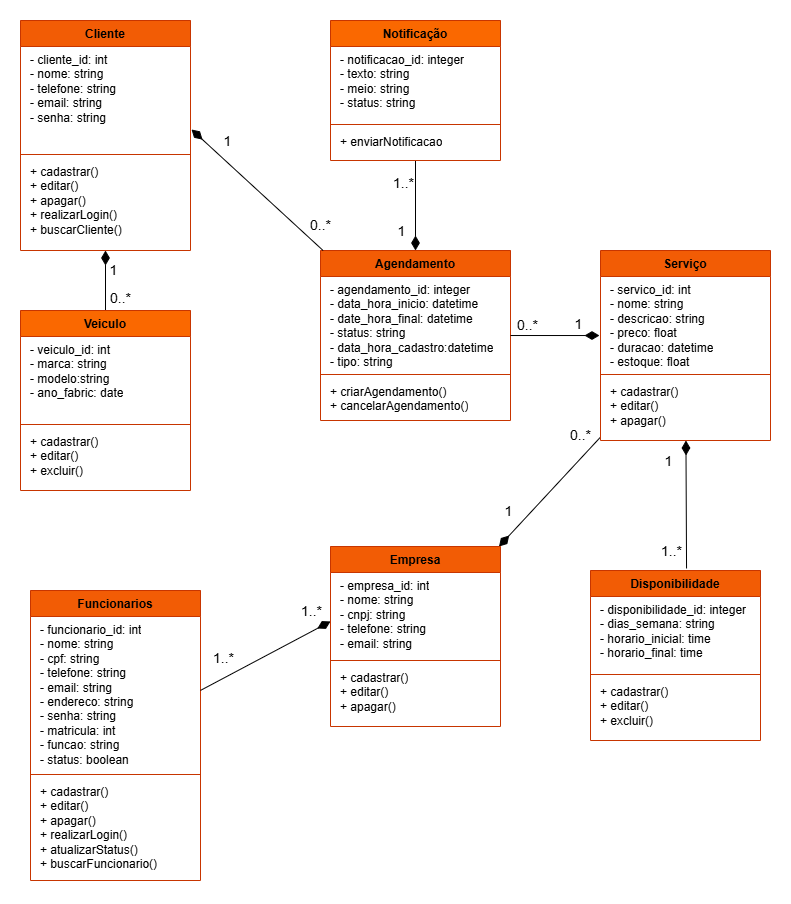 Cliente
- cliente_id: int
- nome: string
- telefone: string
- email: string
- senha: string
+ cadastrar()
+ editar()
+ apagar()
+ realizarLogin()
+ buscarCliente()
Notificação
- notificacao_id: integer
- texto: string
- meio: string
- status: string
+ enviarNotificacao
1
0..*
1..*
1
1
0..*
Agendamento
- agendamento_id: integer
- data_hora_inicio: datetime
- date_hora_final: datetime
- status: string
- data_hora_cadastro:datetime
- tipo: string
+ criarAgendamento()
+ cancelarAgendamento()
0..*
1
Serviço
- servico_id: int
- nome: string
- descricao: string
- preco: float
- duracao: datetime
- estoque: float
+ cadastrar()
+ editar()
+ apagar()
Veiculo
- veiculo_id: int
- marca: string
- modelo:string
- ano_fabric: date
+ cadastrar()
+ editar()
+ excluir()
0..*
1
1
1..*
Empresa
- empresa_id: int
- nome: string
- cnpj: string
- telefone: string
- email: string
+ cadastrar()
+ editar()
+ apagar()
Disponibilidade
- disponibilidade_id: integer
- dias_semana: string
- horario_inicial: time
- horario_final: time
+ cadastrar()
+ editar()
+ excluir()
1..*
1..*
Funcionarios
- funcionario_id: int
- nome: string
- cpf: string
- telefone: string
- email: string
- endereco: string
- senha: string
- matricula: int
- funcao: string
- status: boolean
+ cadastrar()
+ editar()
+ apagar()
+ realizarLogin()
+ atualizarStatus()
+ buscarFuncionario()